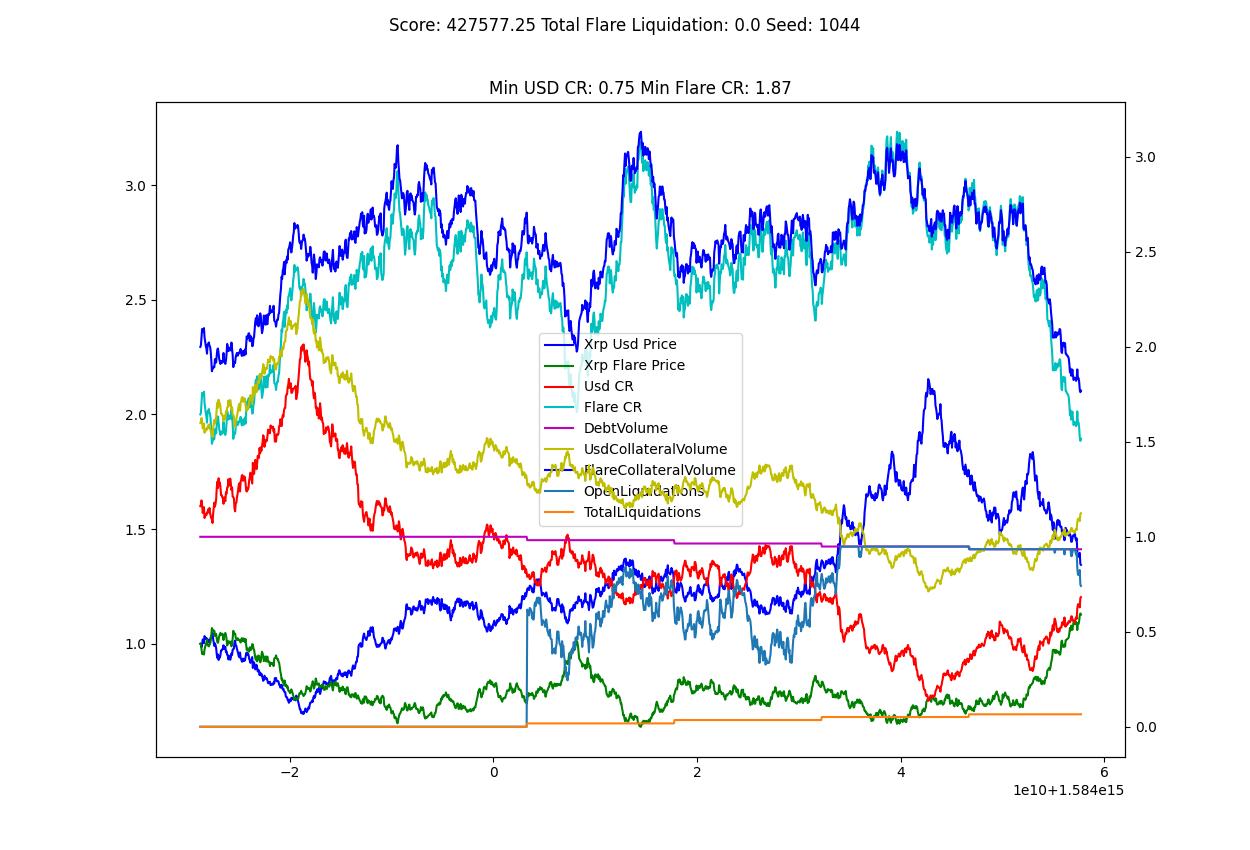 Score: 427577.25 Total Flare Liquidation: 0.0 Seed: 1044
Min USD CR: 0.75 Min Flare CR: 1.87
3.0
2.5
2.0
1.5
1.0
3.0
2.5
2.0
1.5
1.0
0.5
0.0
Xrp Usd Price
Xrp Flare Price
Usd CR
Flare CR
DebtVolume
UsdCollateralVolume
FlareCollateralVolume
OpenLiquidations
TotalLiquidations
−2 0 2 4 6
1e10+1.584e15